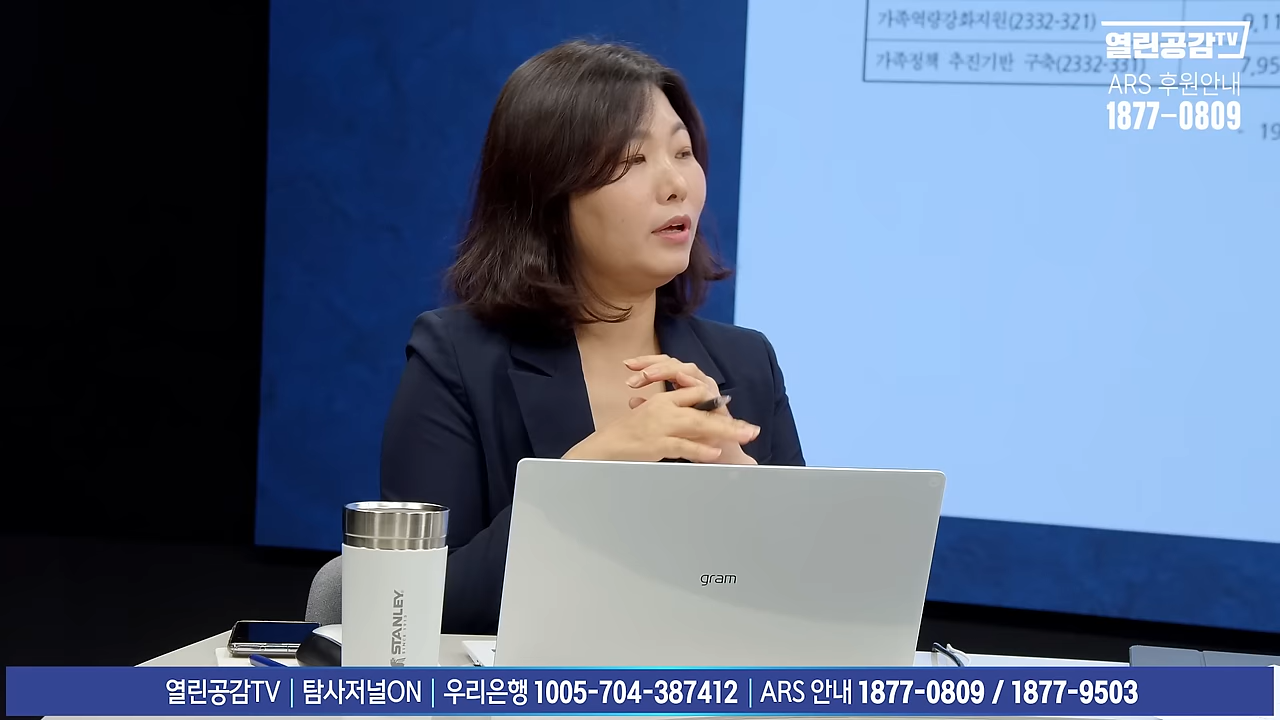 가족역량강화지원(2332-321)
가족정책 추진기반 구축(2332-331)
7,95
19
열린공감TV
ARS 후원안내
1877-0809
gram
STANLEY
열린공감TV | 탐사저널ON | 우리은행 1005-704-387412 | ARS 안내 1877-0809 / 1877-9503